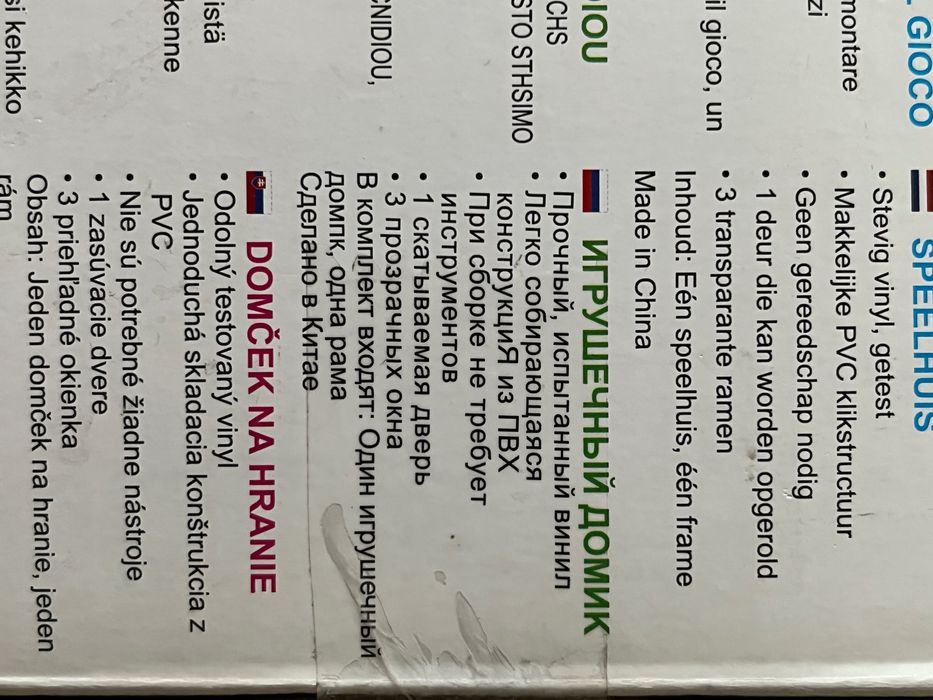 GIOCO
montare
zi
il gioco, un
DIOU
CHS
STO STHSIMO
CNIDIOU,
istä
kenne
si kehikko
SPEELHUIS
• Stevig vinyl, getest
• Makkelijke PVC klikstructuur
• Geen gereedschap nodig
• 1 deur die kan worden opgerold
• 3 transparante ramen
Inhoud: Eén speelhuis, één frame
Made in China
ИГРУШЕЧНЫЙ ДОМИК
• Прочный, испытанный винил
• Легко собирающаяся
конструкциЯ из ПВХ
• При сборке не требует
инструментов
• 1 скатываемая дверь
• 3 прозрачных окна
В комплект входят: Один игрушечный
домпк, одна рама
Сделано в Китае
DOMČEK NA HRANIE
• Odolný testovaný vinyl
• Jednoduchá skladacia konštrukcia z
PVC
• Nie sú potrebné žiadne nástroje
• 1 zasúvacie dvere
• 3 priehľadné okienka
Obsah: Jeden domček na hranie, jeden
rám